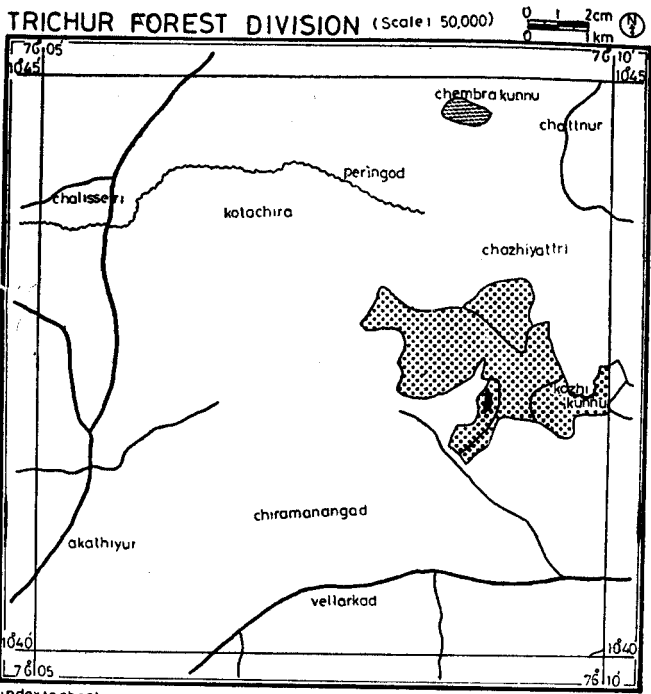 TRICHUR FOREST DIVISION (Scale 1 50,000)
0 1 2cm
0 1 km
N
76°05 76°10
10°45 10°45
chembra kunnu
chattnur
peringod
chalisseri
kotachira
chazhiyattri
kozhi
kunnu
chiramanangad
akathiyur
vellarkad
10°40 10°40
76°05 76°10